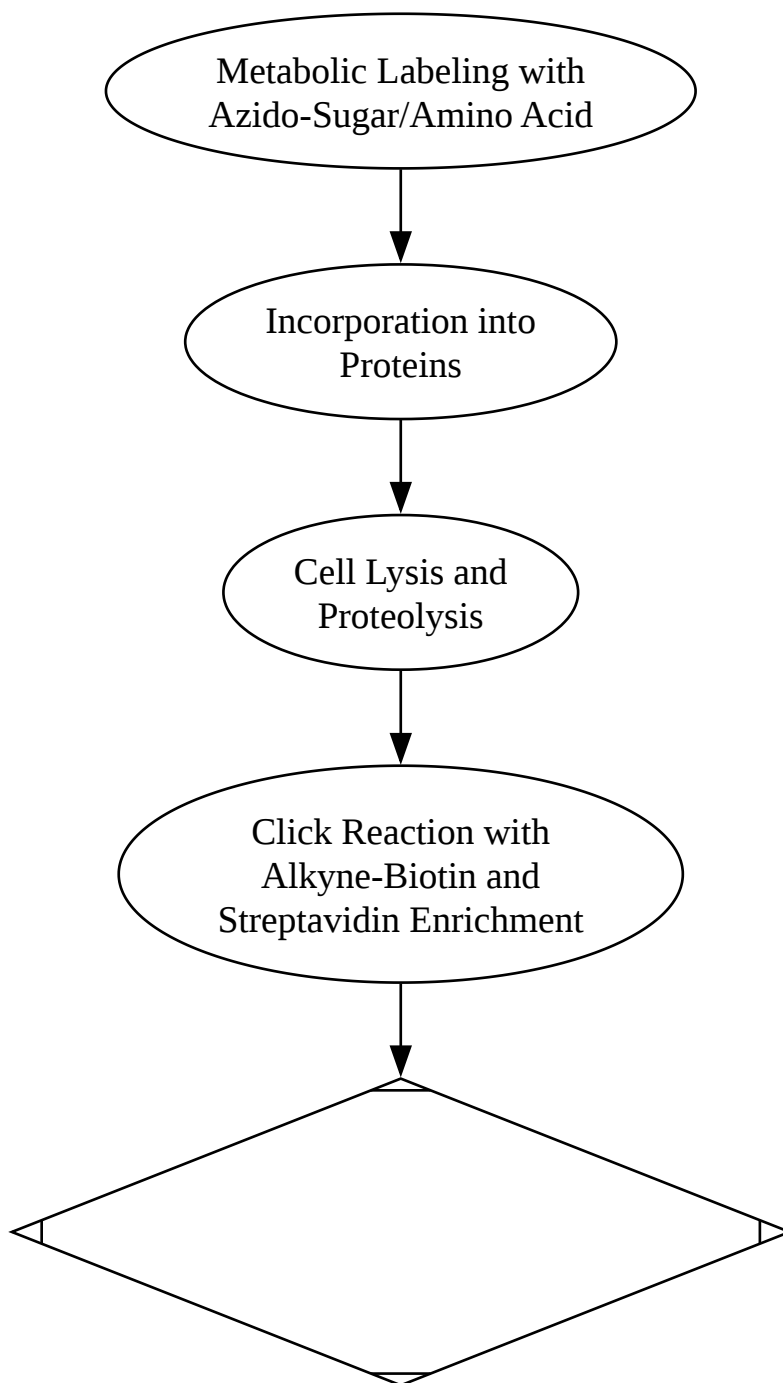 Metabolic Labeling with
Azido-Sugar/Amino Acid
Incorporation into
Proteins
Cell Lysis and
Proteolysis
Click Reaction with
Alkyne-Biotin and
Streptavidin Enrichment